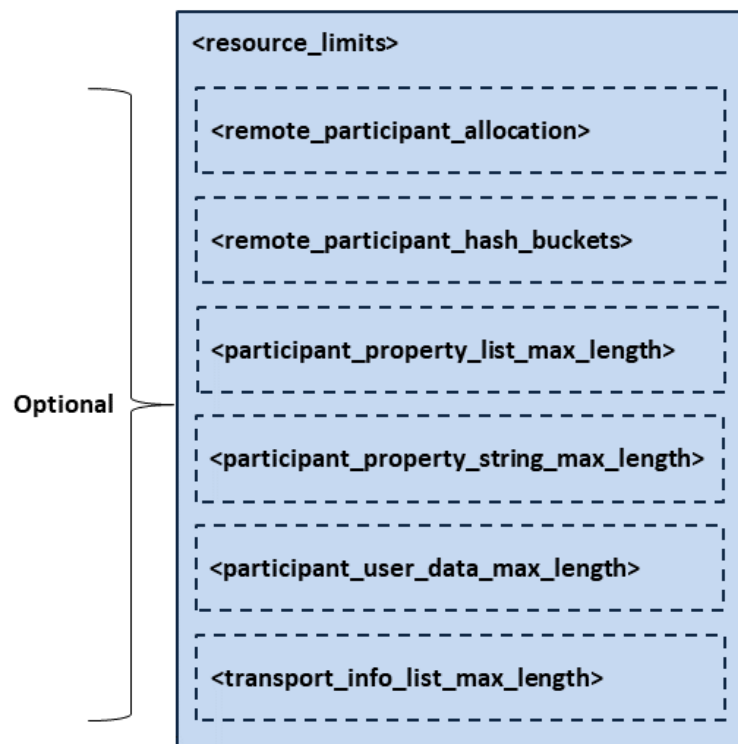 <resource_limits>
<remote_participant_allocation>
<remote_participant_hash_buckets>
<participant_property_list_max_length>
Optional
<participant_property_string_max_length>
<participant_user_data_max_length>
<transport_info_list_max_length>